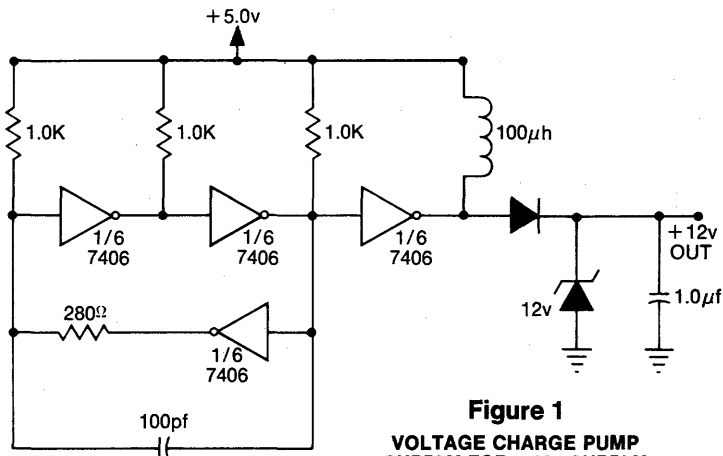 +5.0v
1.0K
1.0K
1.0K
100μh
1/6
7406
1/6
7406
1/6
7406
+12v
OUT
280Ω
1/6
7406
12v
1.0μf
100pf
Figure 1
VOLTAGE CHARGE PUMP